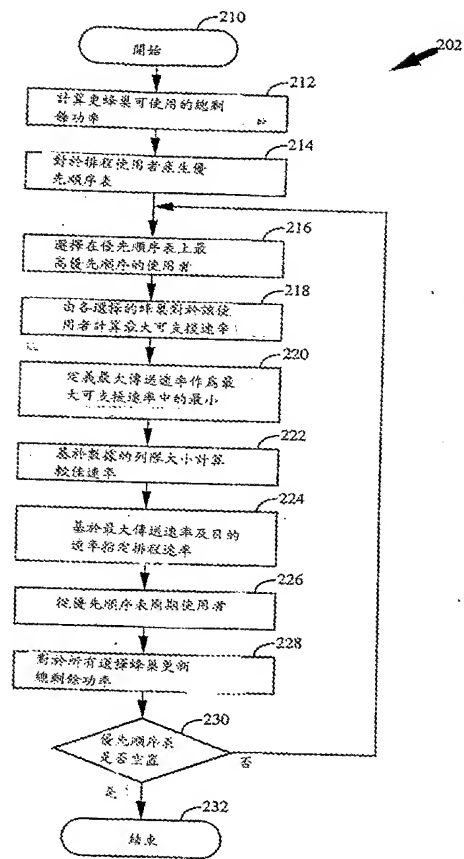 210
開始
202
212
計算更蜂巢可使用的總剩
餘功率
214
對於排程使用者產生優
先順序表
216
選擇在優先順序表上最
高優先順序的使用者
218
由各選擇的蜂巢對於該使
用者計算最大可支援速率
220
定義最大傳送速率作為最
大可支援速率中的最小
222
基於數據的列隊大小計算
較佳速率
224
基於最大傳送速率及目的
速率指定排程速率
226
從優先順序表周期使用者
228
對於所有選擇蜂巢更新
總剩餘功率
230
優先順序表
是否空直
否
是
232
結束